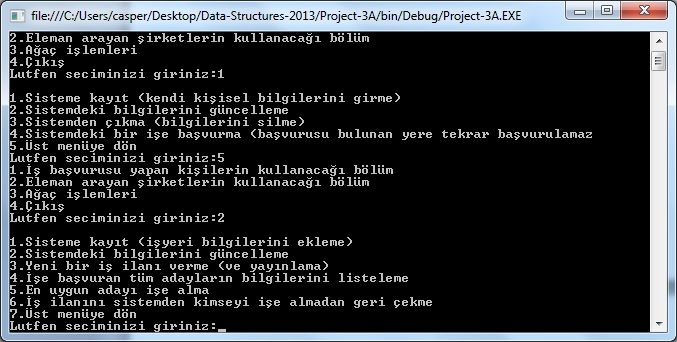 file:///C:/Users/casper/Desktop/Data-Structures-2013/Project-3A/bin/Debug/Project-3A.EXE
2.Eleman arayan şirketlerin kullanacağı bölüm
3.Ağaç işlemleri
4.Çıkış
Lutfen seciminizi giriniz:1
1.Sisteme kayıt (kendi kişisel bilgilerini girme)
2.Sistemdeki bilgilerini güncelleme
3.Sistemden çıkma (bilgilerini silme)
4.Sistemdeki bir işe başvurma (başvurusu bulunan yere tekrar başvurulamaz
5.Üst menüye dön
Lutfen seciminizi giriniz:5
1.İş başvurusu yapan kişilerin kullanacağı bölüm
2.Eleman arayan şirketlerin kullanacağı bölüm
3.Ağaç işlemleri
4.Çıkış
Lutfen seciminizi giriniz:2
1.Sisteme kayıt (işyeri bilgilerini ekleme)
2.Sistemdeki bilgilerini güncelleme
3.Yeni bir iş ilanı verme (ve yayınlama)
4.İşe başvuran tüm adayların bilgilerini listeleme
5.En uygun adayı işe alma
6.İş ilanını sistemden kimseyi işe almadan geri çekme
7.Üst menüye dön
Lutfen seciminizi giriniz:_